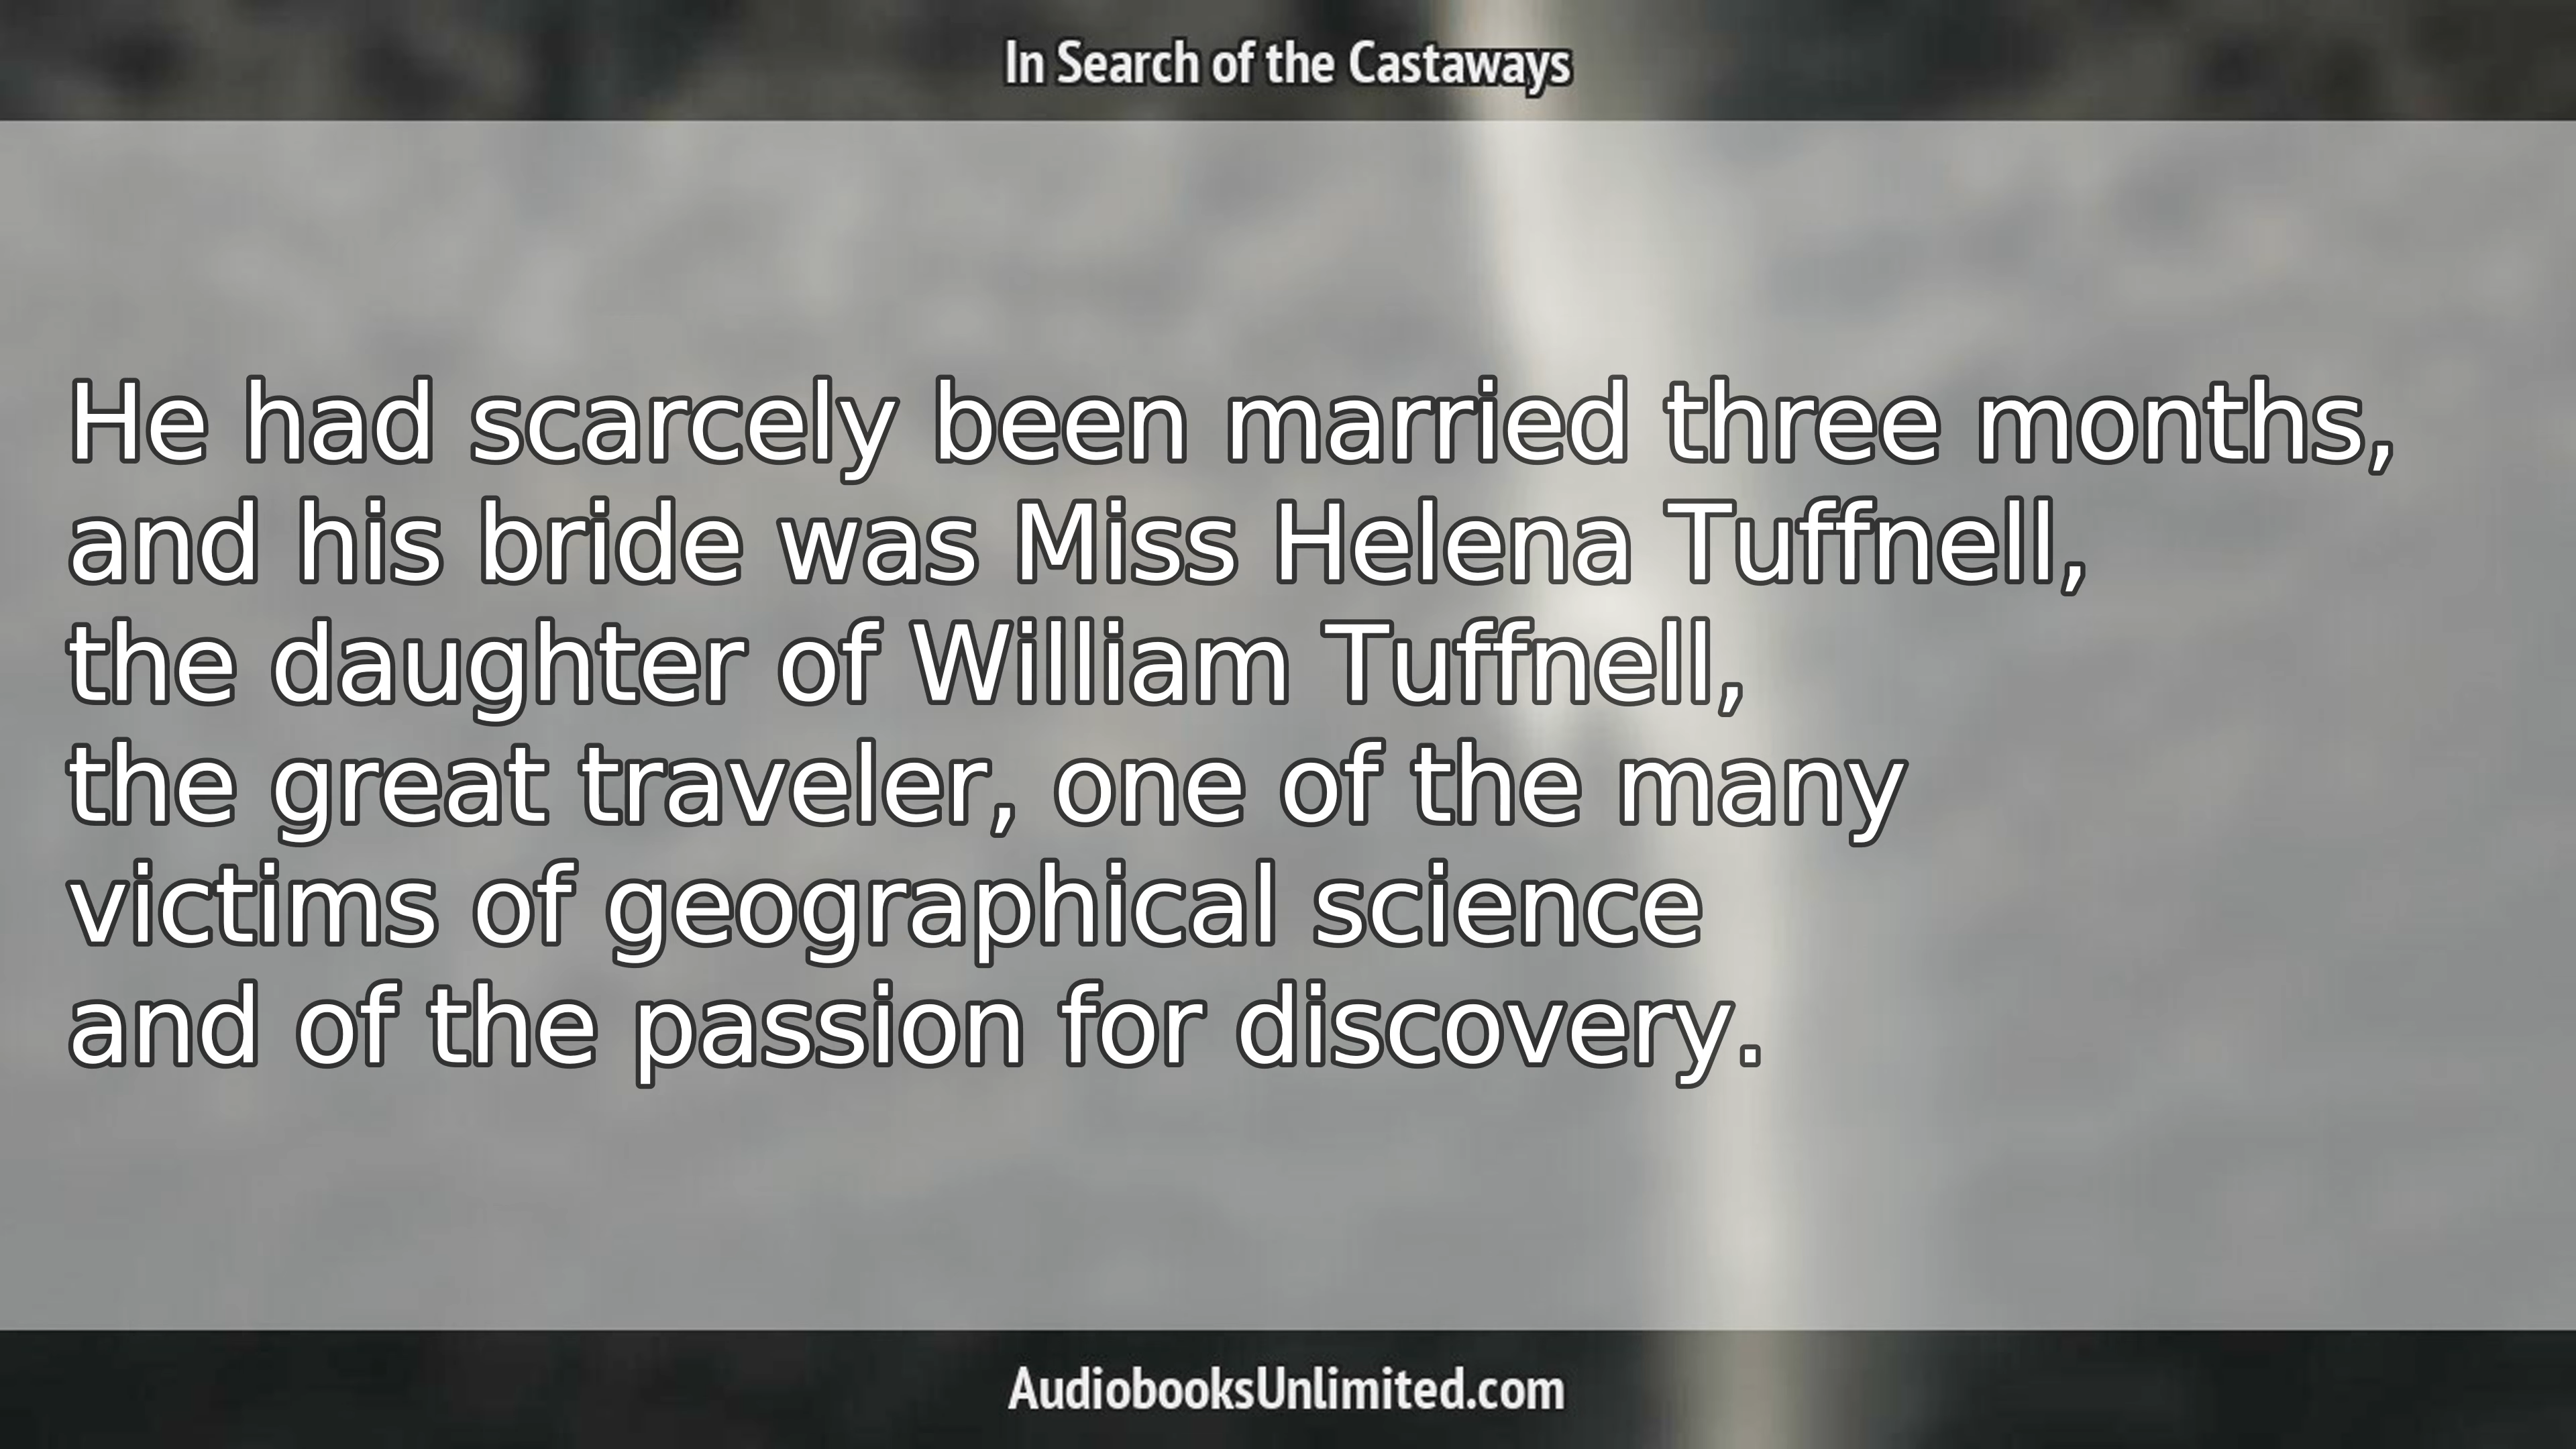 In Search of the Castaways
He had scarcely been married three months,
and his bride was Miss Helena Tuffnell,
the daughter of William Tuffnell,
the great traveler, one of the many
victims of geographical science
and of the passion for discovery.
AudiobooksUnlimited.com